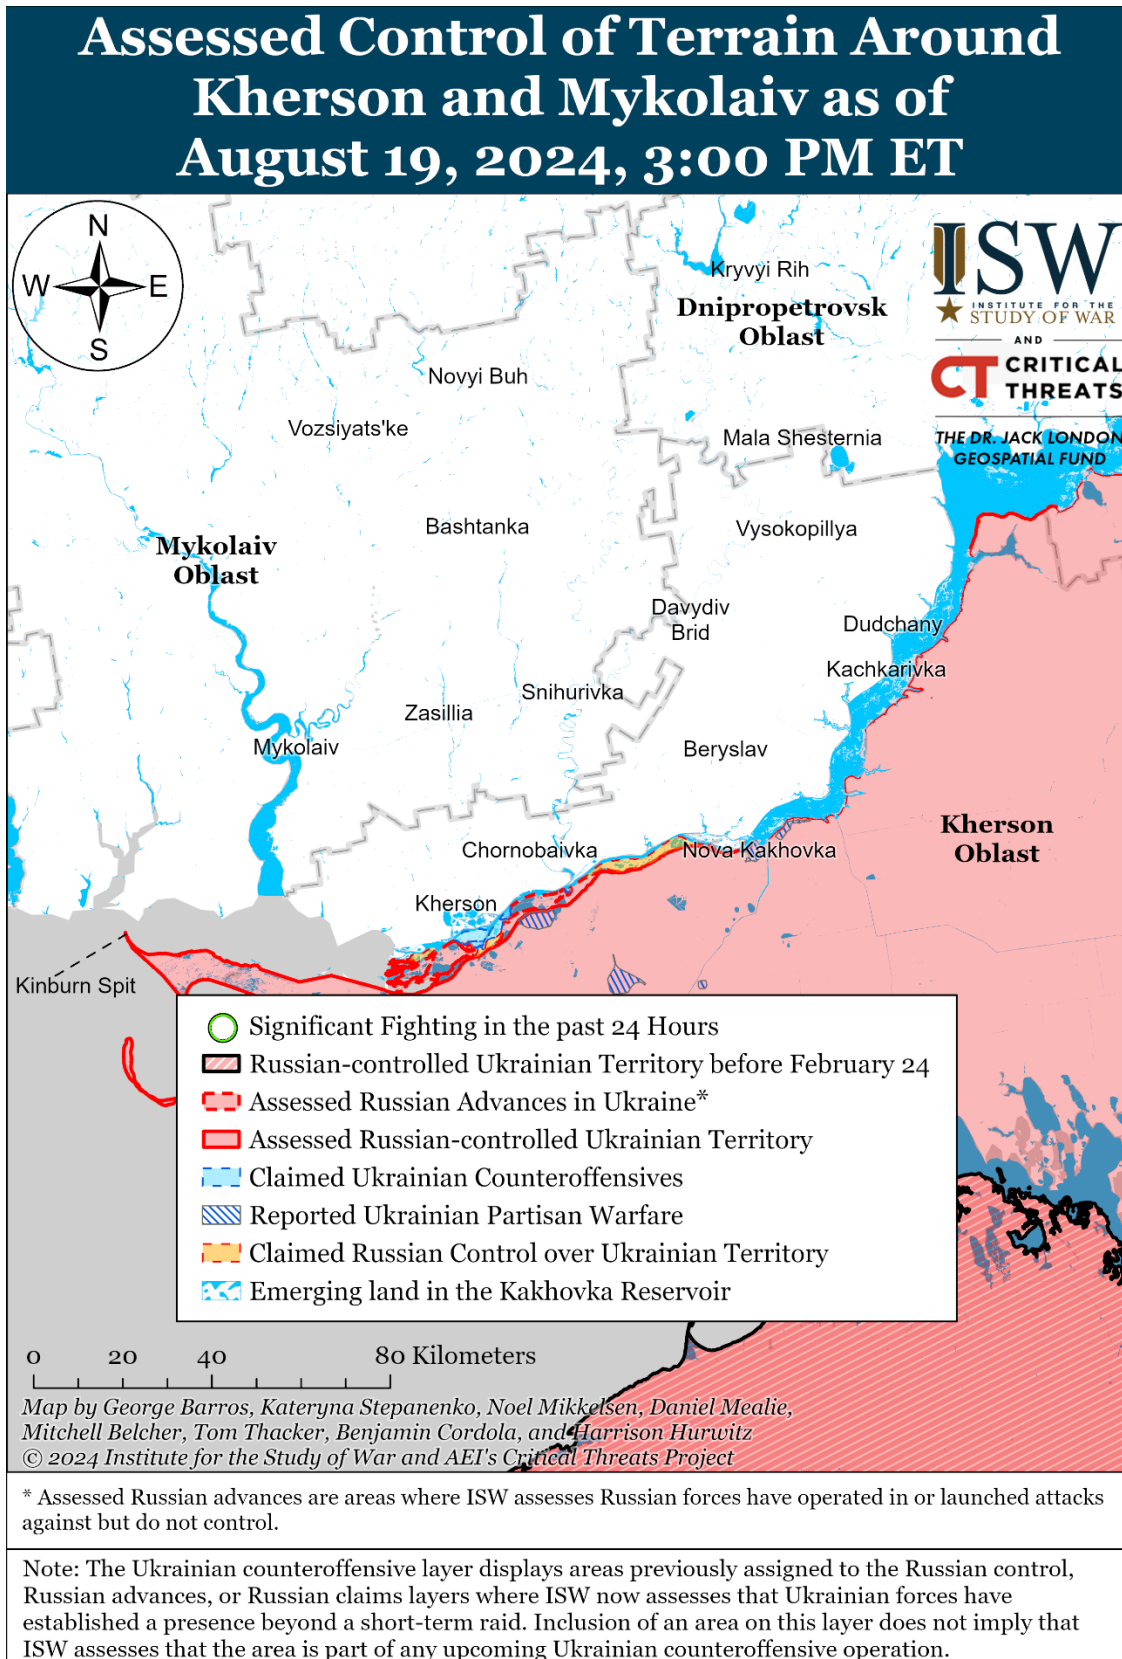 Assessed Control of Terrain Around
Kherson and Mykolaiv as of
August 19, 2024, 3:00 PM ET
N
W
E
S
ISW
INSTITUTE FOR THE
STUDY OF WAR
AND
CT CRITICAL
THREATS
THE DR. JACK LONDON
GEOSPATIAL FUND
Kryvyi Rih
Dnipropetrovsk
Oblast
Novyi Buh
Vozsiyats'ke
Mala Shesternia
Bashtanka
Vysokopillya
Mykolaiv
Oblast
Davydiv
Brid
Dudchany
Kachkarivka
Snihurivka
Zasillia
Mykolaiv
Beryslav
Kherson
Oblast
Chornobaivka
Nova Kakhovka
Kherson
Kinburn Spit
Significant Fighting in the past 24 Hours
Russian-controlled Ukrainian Territory before February 24
Assessed Russian Advances in Ukraine*
Assessed Russian-controlled Ukrainian Territory
Claimed Ukrainian Counteroffensives
Reported Ukrainian Partisan Warfare
Claimed Russian Control over Ukrainian Territory
Emerging land in the Kakhovka Reservoir
0 20 40 80 Kilometers
Map by George Barros, Kateryna Stepanenko, Noel Mikkelsen, Daniel Mealie,
Mitchell Belcher, Tom Thacker, Benjamin Cordola, and Harrison Hurwitz
© 2024 Institute for the Study of War and AEI's Critical Threats Project
* Assessed Russian advances are areas where ISW assesses Russian forces have operated in or launched attacks
against but do not control.
Note: The Ukrainian counteroffensive layer displays areas previously assigned to the Russian control,
Russian advances, or Russian claims layers where ISW now assesses that Ukrainian forces have
established a presence beyond a short-term raid. Inclusion of an area on this layer does not imply that
ISW assesses that the area is part of any upcoming Ukrainian counteroffensive operation.